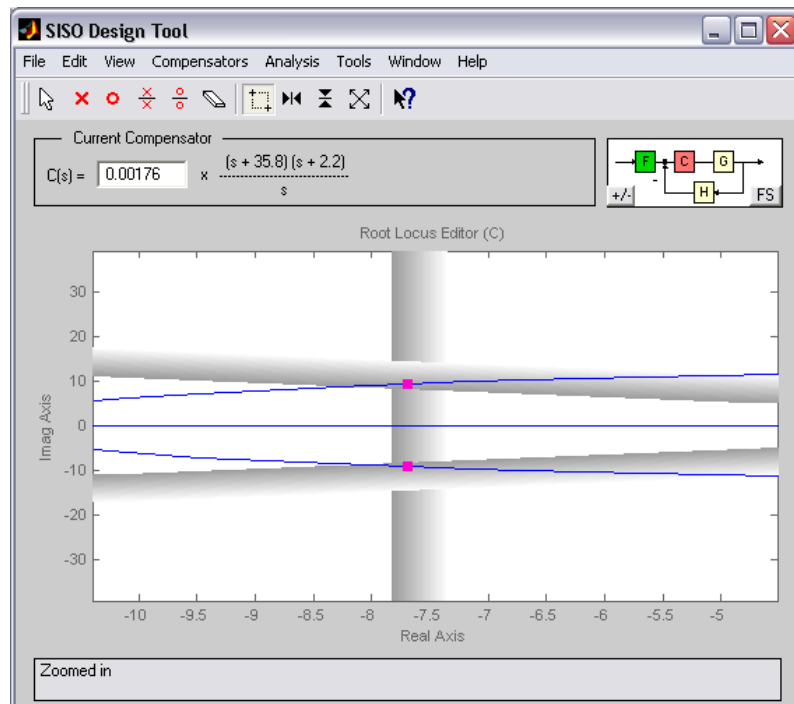 SISO Design Tool
File Edit View Compensators Analysis Tools Window Help
Current Compensator
C(s) = 0.00176 x (s + 35.8) (s + 2.2)
s
F C G
-
H
+/- FS
Root Locus Editor (C)
30
20
10
0
-10
-20
-30
Imag Axis
-10 -9.5 -9 -8.5 -8 -7.5 -7 -6.5 -6 -5.5 -5
Real Axis
Zoomed in